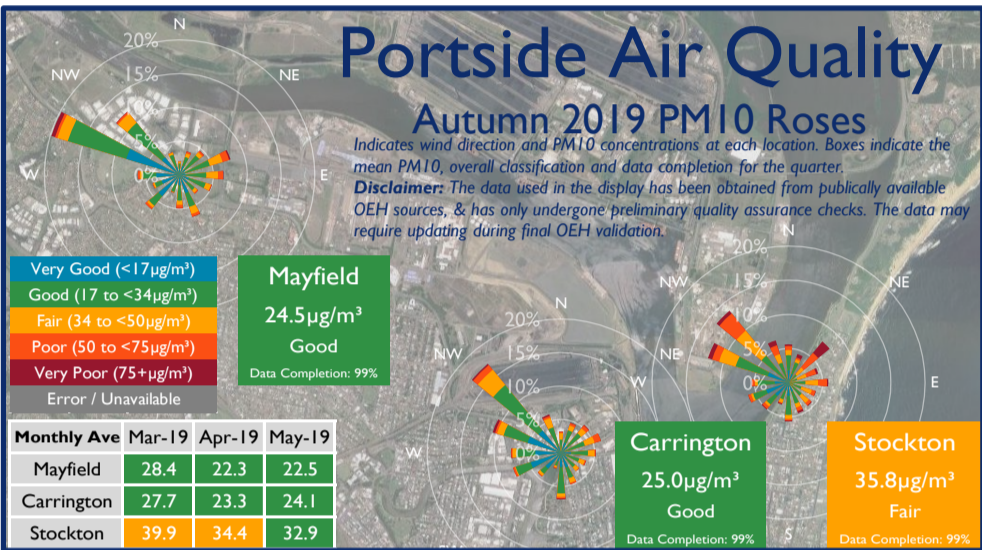 Portside Air Quality
Autumn 2019 PM10 Roses
Indicates wind direction and PM10 concentrations at each location. Boxes indicate the
mean PM10, overall classification and data completion for the quarter.
Disclaimer: The data used in the display has been obtained from publically available
OEH sources, & has only undergone preliminary quality assurance checks. The data may
require updating during final OEH validation.
N
20%
NW
15%
NE
5%
W
0%
E
Very Good (<17µg/m³)
Good (17 to <34µg/m³)
Fair (34 to <50µg/m³)
Poor (50 to <75µg/m³)
Very Poor (75+µg/m³)
Error / Unavailable
Mayfield
24.5µg/m³
Good
Data Completion: 99%
N
20%
NW
15%
NE
10%
5%
W
0%
N
20%
NW
15%
NE
10%
5%
W
0%
E
S
Carrington
25.0µg/m³
Good
Data Completion: 99%
Stockton
35.8µg/m³
Fair
Data Completion: 99%
Monthly Ave Mar-19 Apr-19 May-19
Mayfield 28.4 22.3 22.5
Carrington 27.7 23.3 24.1
Stockton 39.9 34.4 32.9